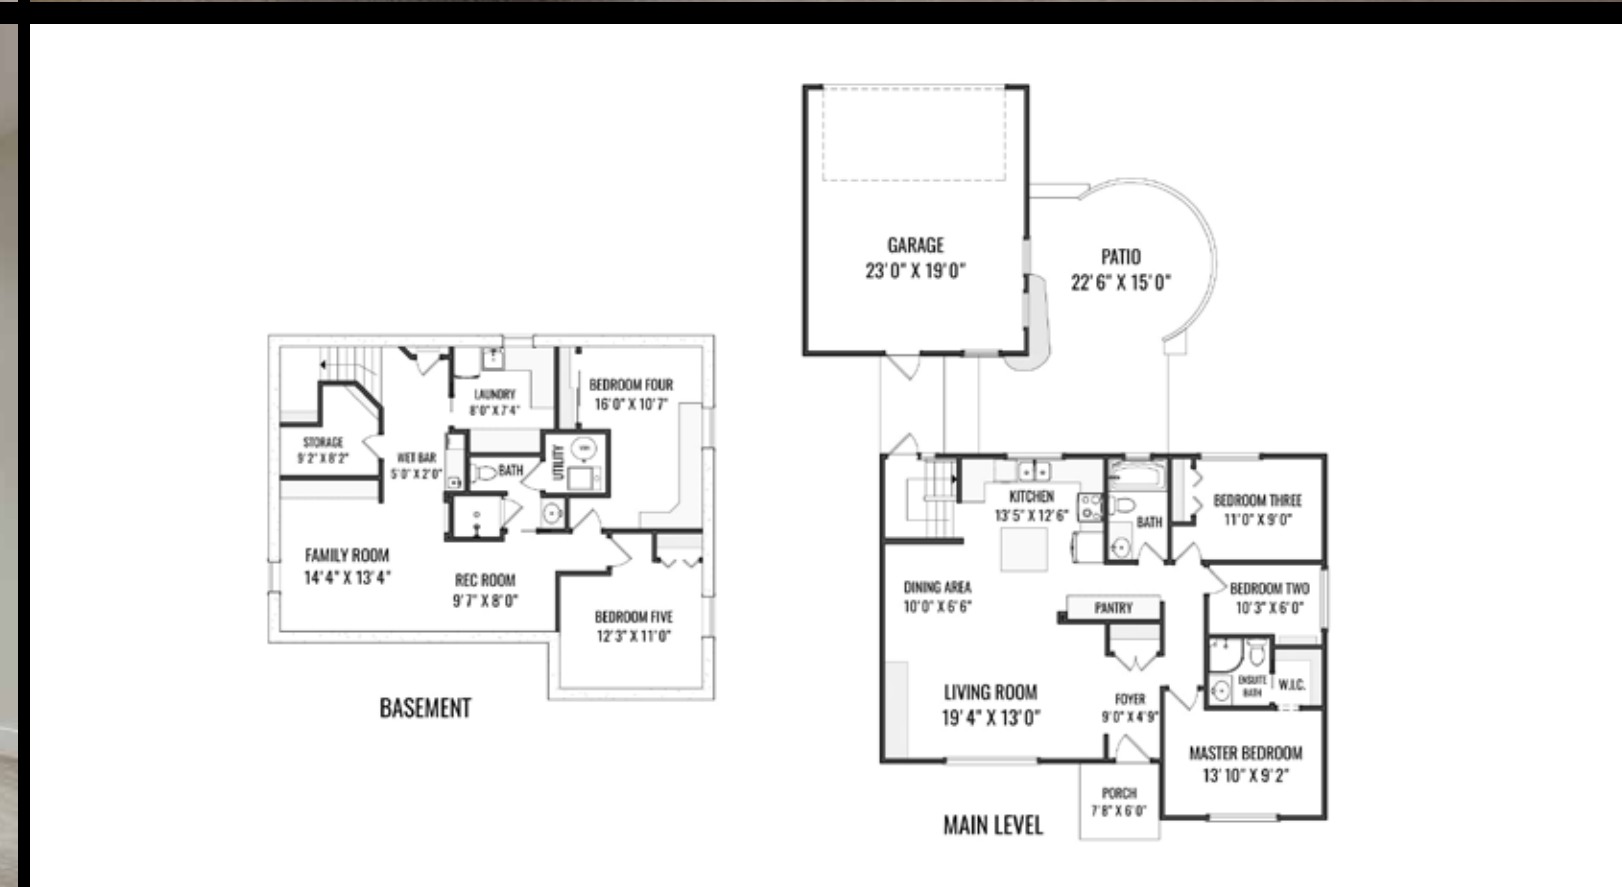 GARAGE
23'0" X 19'0"
PATIO
22'6" X 15'0"
BEDROOM FOUR
16'0" X 10'7"
LAUNDRY
8'0" X 7'4"
STORAGE
9'2" X 8'2"
WET BAR
5'0" X 2'0"
BATH
UTILITY
FAMILY ROOM
14'4" X 13'4"
REC ROOM
9'7" X 8'0"
BEDROOM FIVE
12'3" X 11'0"
BASEMENT
KITCHEN
13'5" X 12'6"
BATH
BEDROOM THREE
11'0" X 9'0"
DINING AREA
10'0" X 6'6"
PANTRY
BEDROOM TWO
10'3" X 6'0"
ENSUITE
BATH
W.I.C.
LIVING ROOM
19'4" X 13'0"
FOYER
9'0" X 4'9"
MASTER BEDROOM
13'10" X 9'2"
PORCH
7'8" X 6'0"
MAIN LEVEL